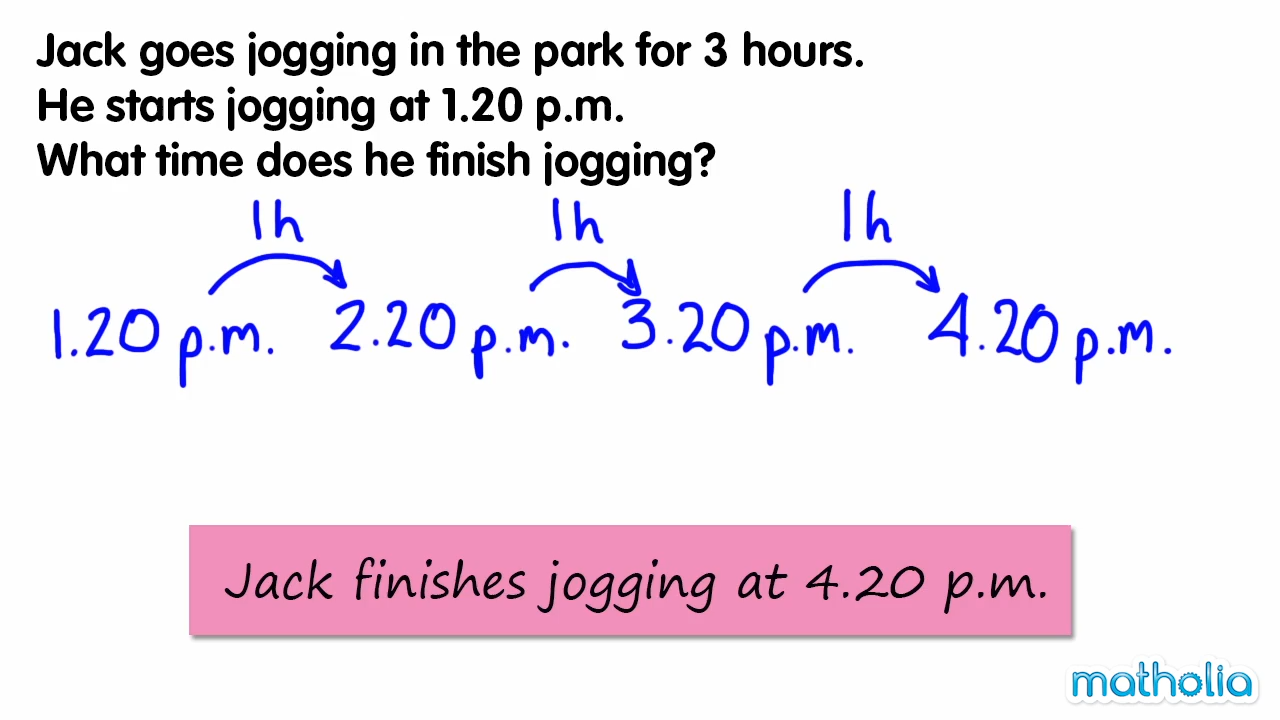 Jack goes jogging in the park for 3 hours.
He starts jogging at 1.20 p.m.
What time does he finish jogging?
1h 1h 1h
1.20 p.m. 2.20 p.m. 3.20 p.m. 4.20 p.m.
Jack finishes jogging at 4.20 p.m.
matholia